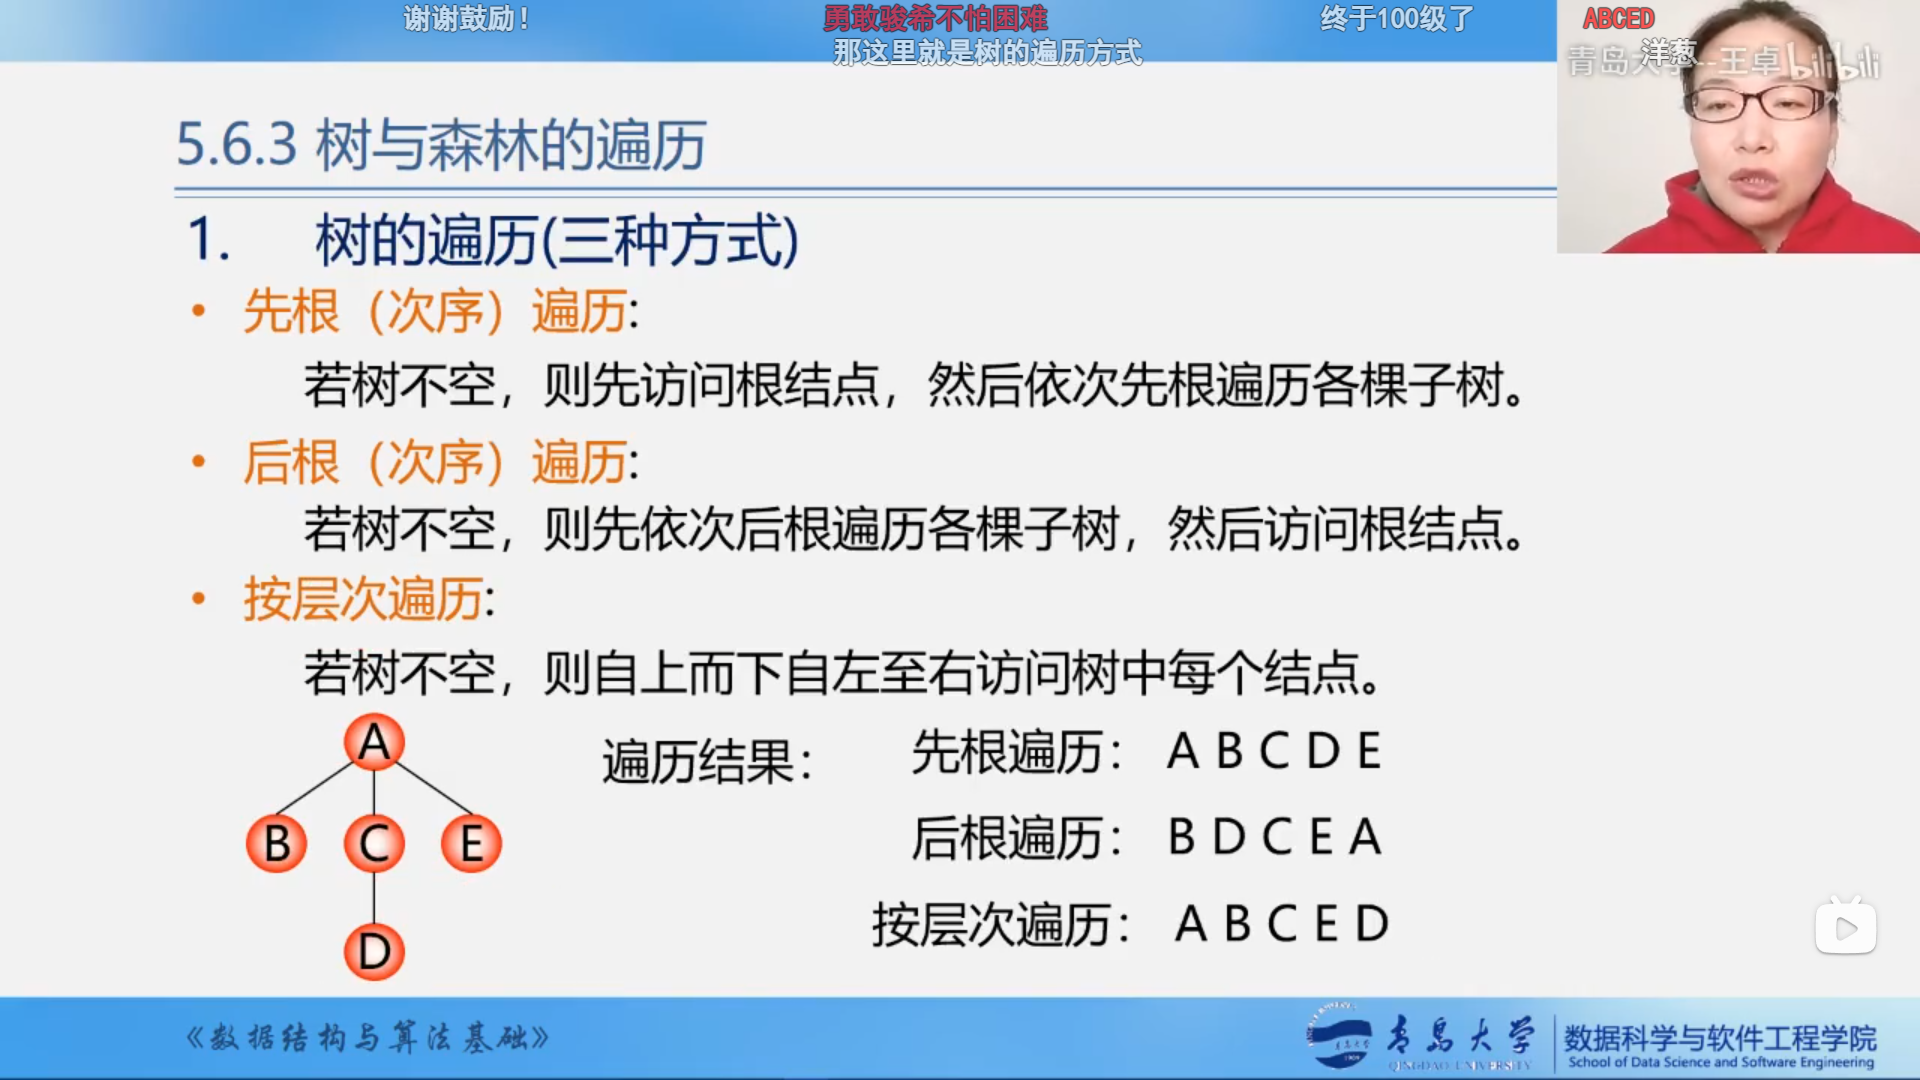 谢谢鼓励！
勇敢骏希不怕困难
终于100级了
ABCED
那这里就是树的遍历方式
洋葱
青岛大学--王卓 bilibili
5.6.3 树与森林的遍历
1. 树的遍历(三种方式)
• 先根（次序）遍历:
若树不空，则先访问根结点，然后依次先根遍历各棵子树。
• 后根（次序）遍历:
若树不空，则先依次后根遍历各棵子树，然后访问根结点。
• 按层次遍历:
若树不空，则自上而下自左至右访问树中每个结点。
A
B C E
D
遍历结果：
先根遍历： A B C D E
后根遍历： B D C E A
按层次遍历： A B C E D
《数据结构与算法基础》
青岛大学
QINGDAO UNIVERSITY
数据科学与软件工程学院
School of Data Science and Software Engineering